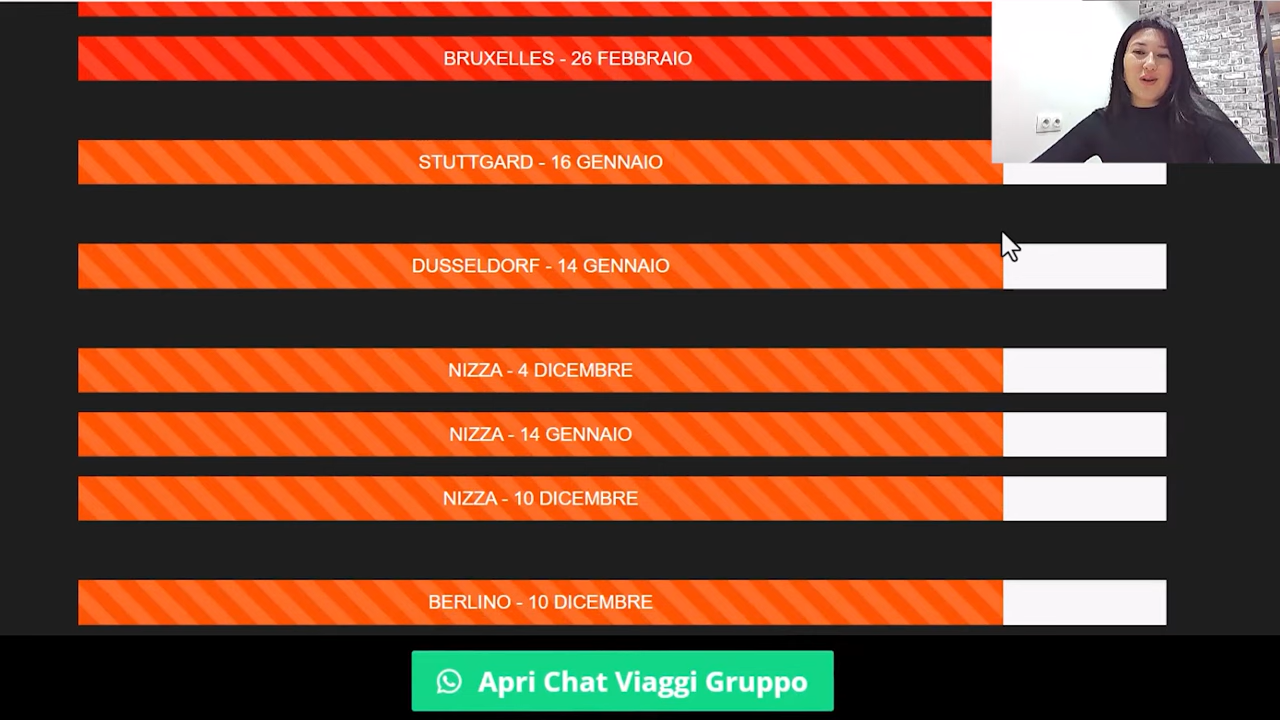 BRUXELLES - 26 FEBBRAIO
STUTTGARD - 16 GENNAIO
DUSSELDORF - 14 GENNAIO
NIZZA - 4 DICEMBRE
NIZZA - 14 GENNAIO
NIZZA - 10 DICEMBRE
BERLINO - 10 DICEMBRE
Apri Chat Viaggi Gruppo